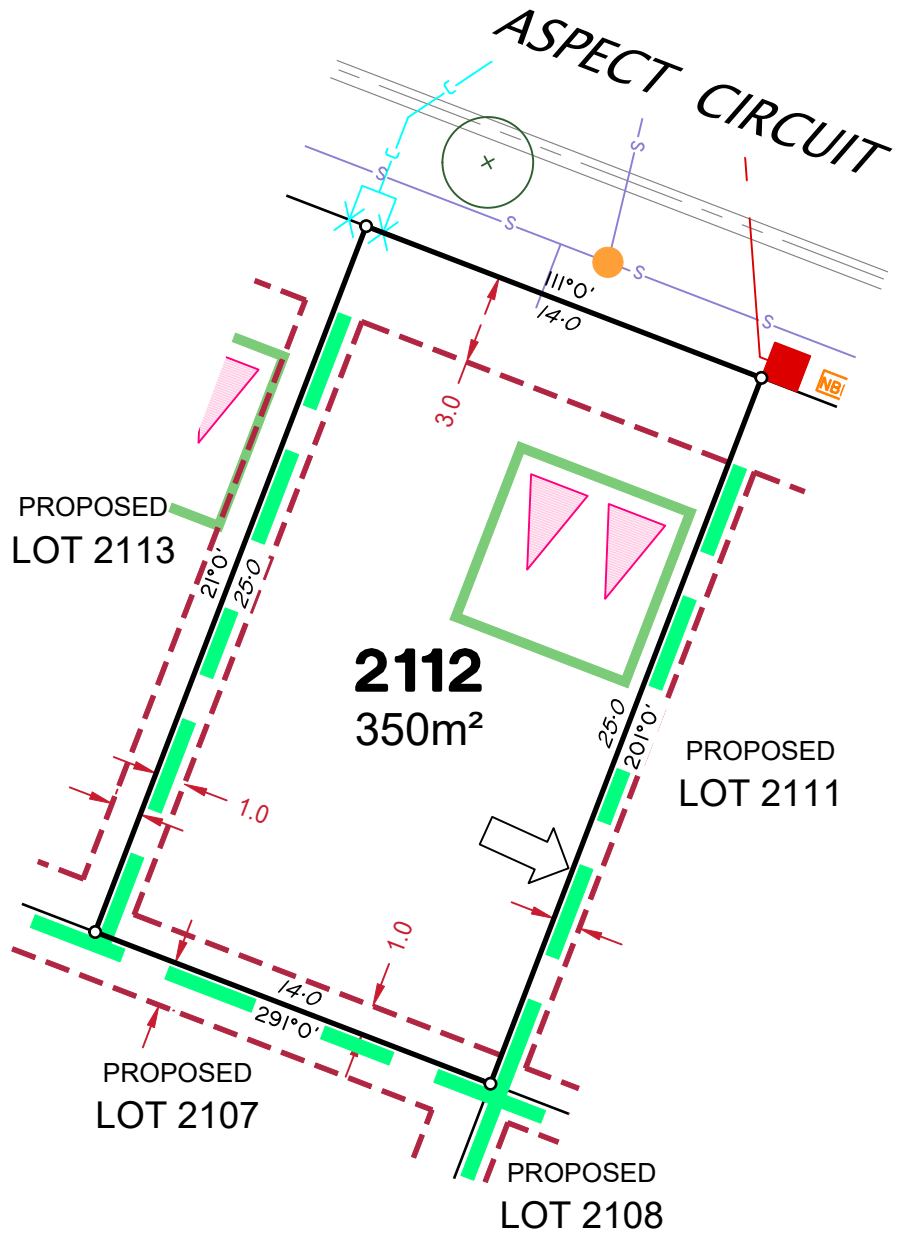 ASPECT CIRCUIT
C
C
S
S
S
S
S
111°0'
14·0
NB
3.0
PROPOSED
LOT 2113
21°0'
25·0
2112
350m²
25·0
201°0'
PROPOSED
LOT 2111
1.0
1.0
14·0
291°0'
PROPOSED
LOT 2107
PROPOSED
LOT 2108